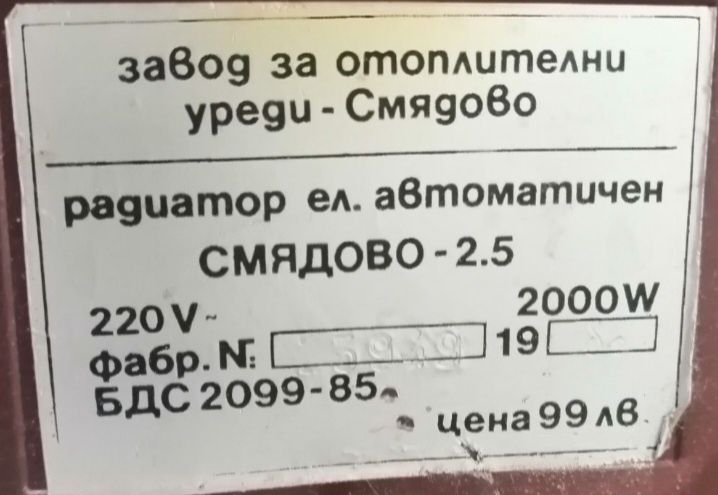 завод за отоплителни
уреди - Смядово
радиатор ел. автоматичен
СМЯДОВО - 2.5
220 V~ 2000W
фабр. №: 19
БДС 2099-85
цена 99 лв.